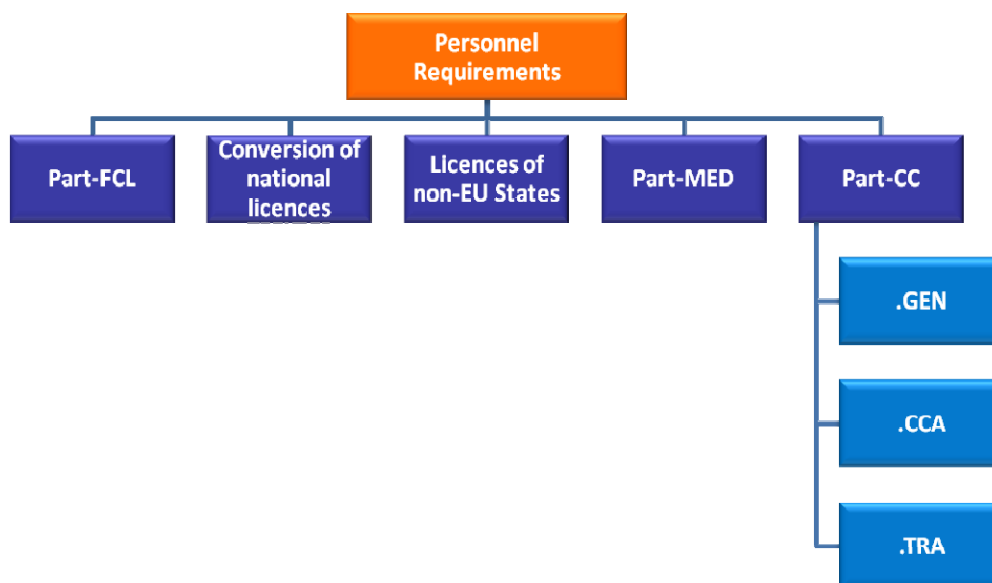 Personnel
Requirements
Part-FCL
Conversion of
national
licences
Licences of
non-EU States
Part-MED
Part-CC
.GEN
.CCA
.TRA